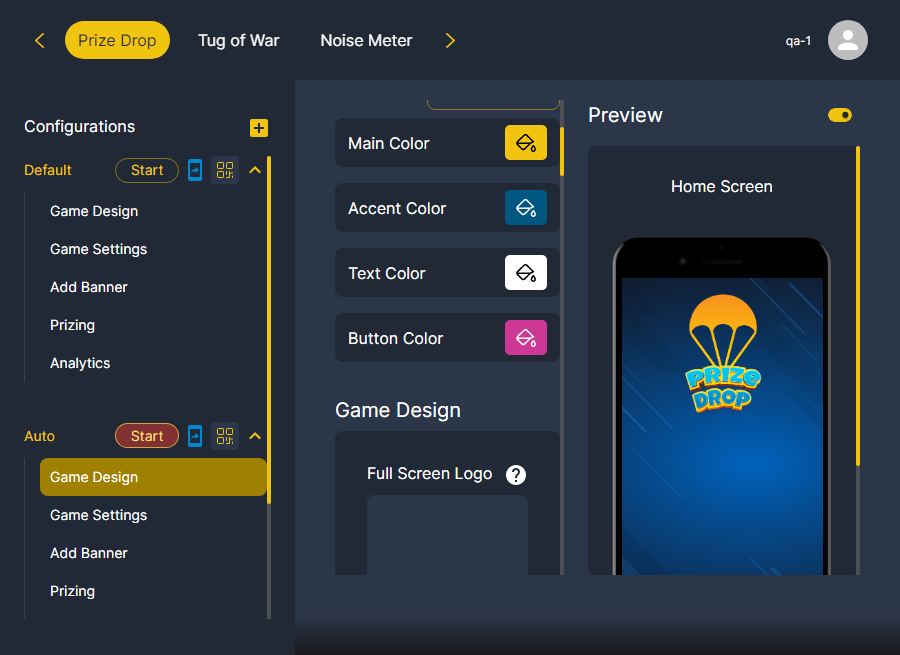 Prize Drop
Tug of War
Noise Meter
qa-1
Configurations
Default
Start
Game Design
Game Settings
Add Banner
Prizing
Analytics
Auto
Start
Game Design
Game Settings
Add Banner
Prizing
Main Color
Accent Color
Text Color
Button Color
Game Design
Full Screen Logo
?
Preview
Home Screen
PRIZE
DROP